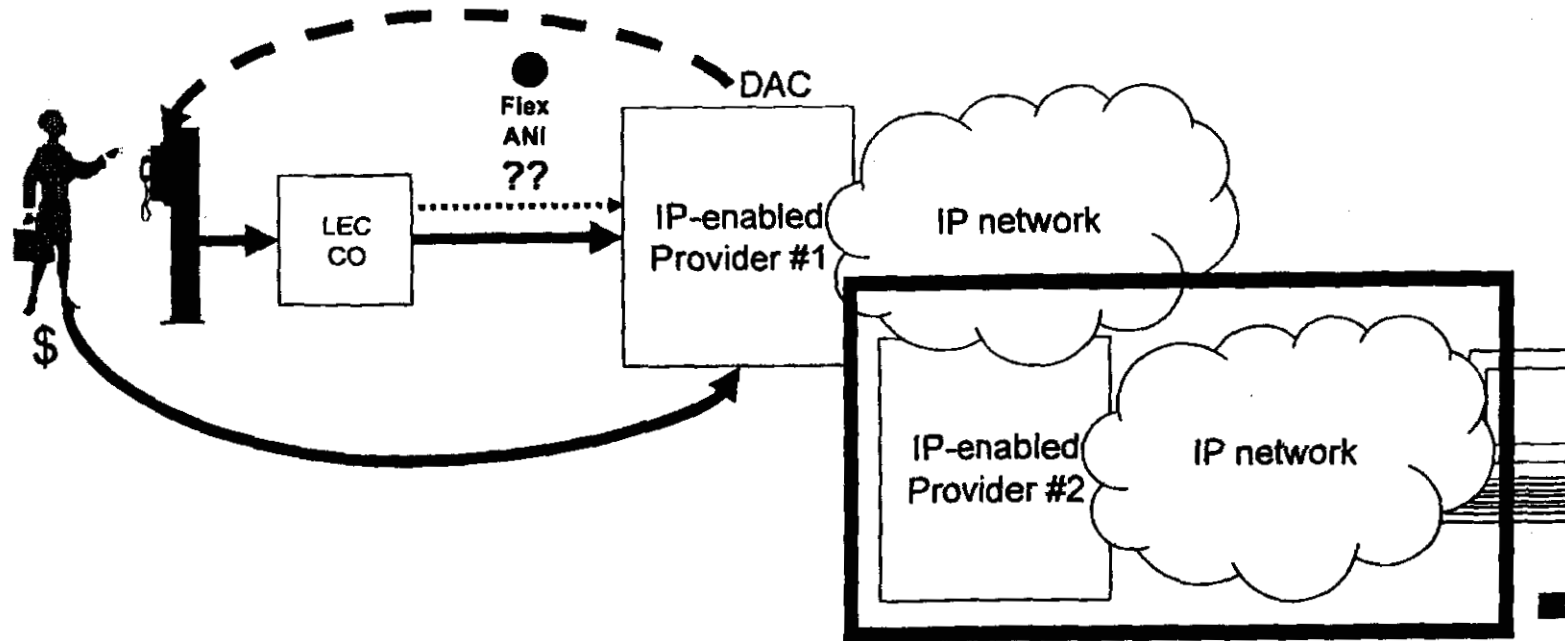 DAC
Flex
ANI
??
LEC
CO
IP-enabled
Provider #1
IP network
$
IP-enabled
Provider #2
IP network